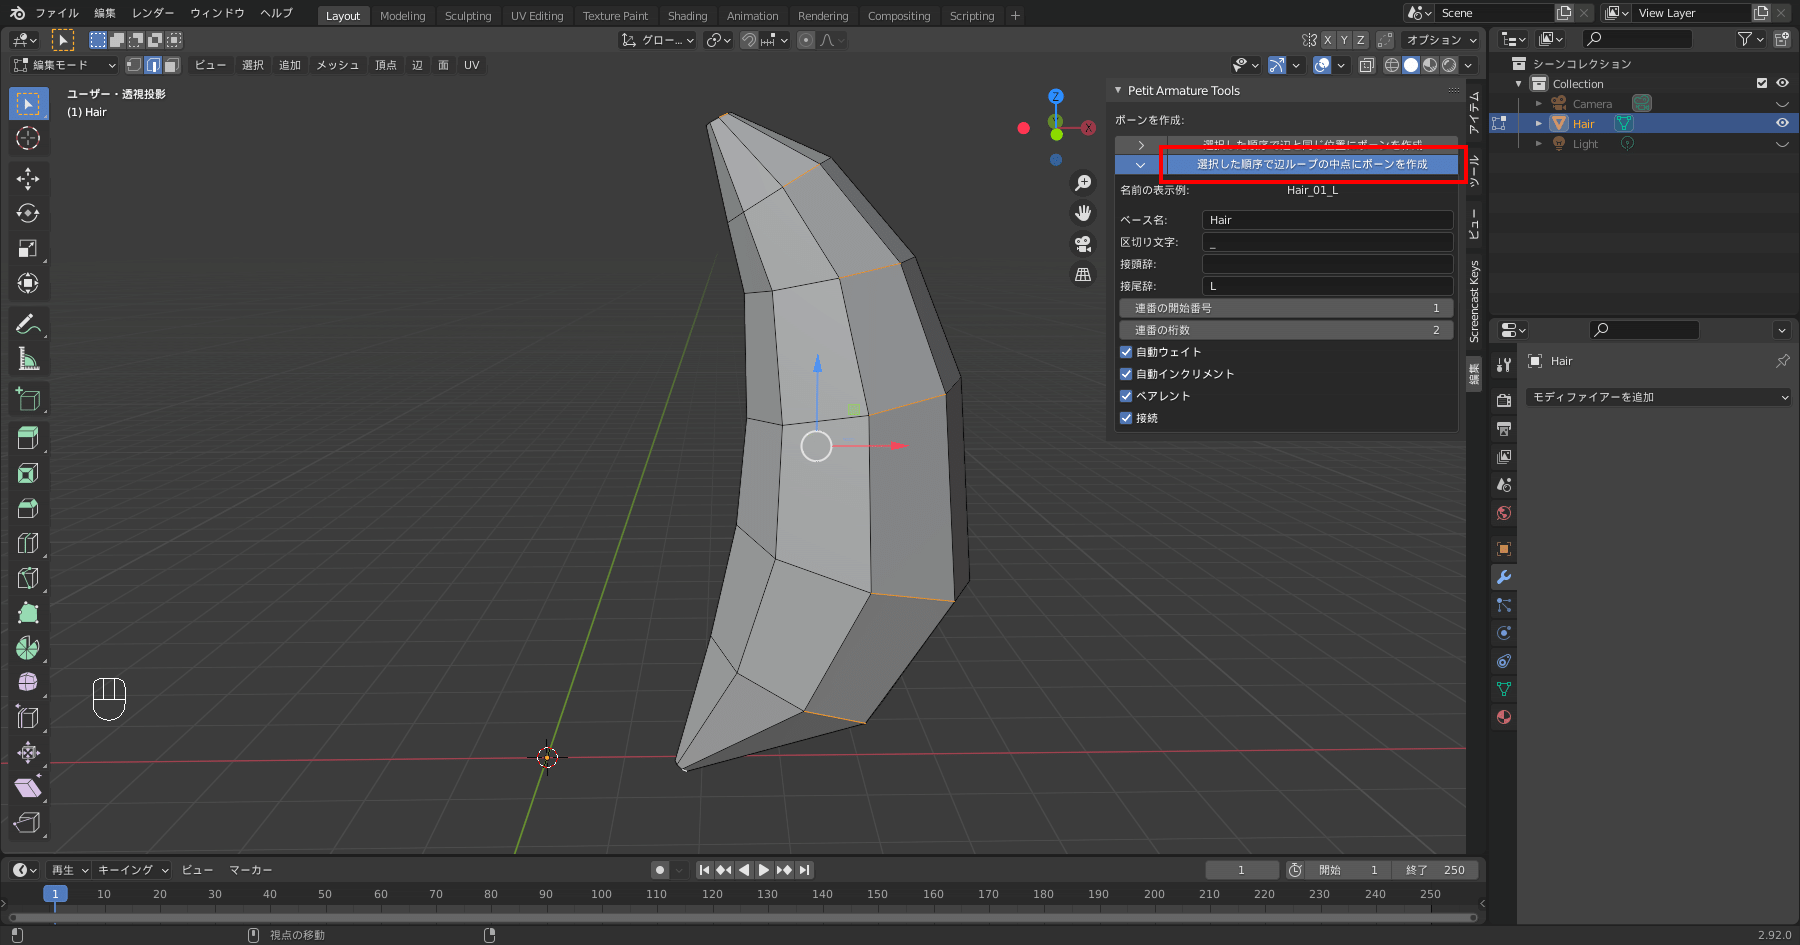 ファイル 編集 レンダー ウィンドウ ヘルプ Layout Modeling Sculpting UV Editing Texture Paint Shading Animation Rendering Compositing Scripting + Scene View Layer
グロー... X Y Z オプション
編集モード ビュー 選択 追加 メッシュ 頂点 辺 面 UV
ユーザー・透視投影
(1) Hair
Z
Y
X
Petit Armature Tools
ボーンを作成:
選択した順序で辺と同じ位置にボーンを作成
選択した順序で辺ループの中点にボーンを作成
名前の表示例: Hair_01_L
ベース名: Hair
区切り文字: _
接頭辞:
接尾辞: L
連番の開始番号 1
連番の桁数 2
自動ウェイト
自動インクリメント
ペアレント
接続
アイテム
ツール
ビュー
Screencast Keys
編集
シーンコレクション
Collection
Camera
Hair
Light
Hair
モディファイアーを追加
再生 キーイング ビュー マーカー 1 開始 1 終了 250
1 10 20 30 40 50 60 70 80 90 100 110 120 130 140 150 160 170 180 190 200 210 220 230 240 250
視点の移動 2.92.0